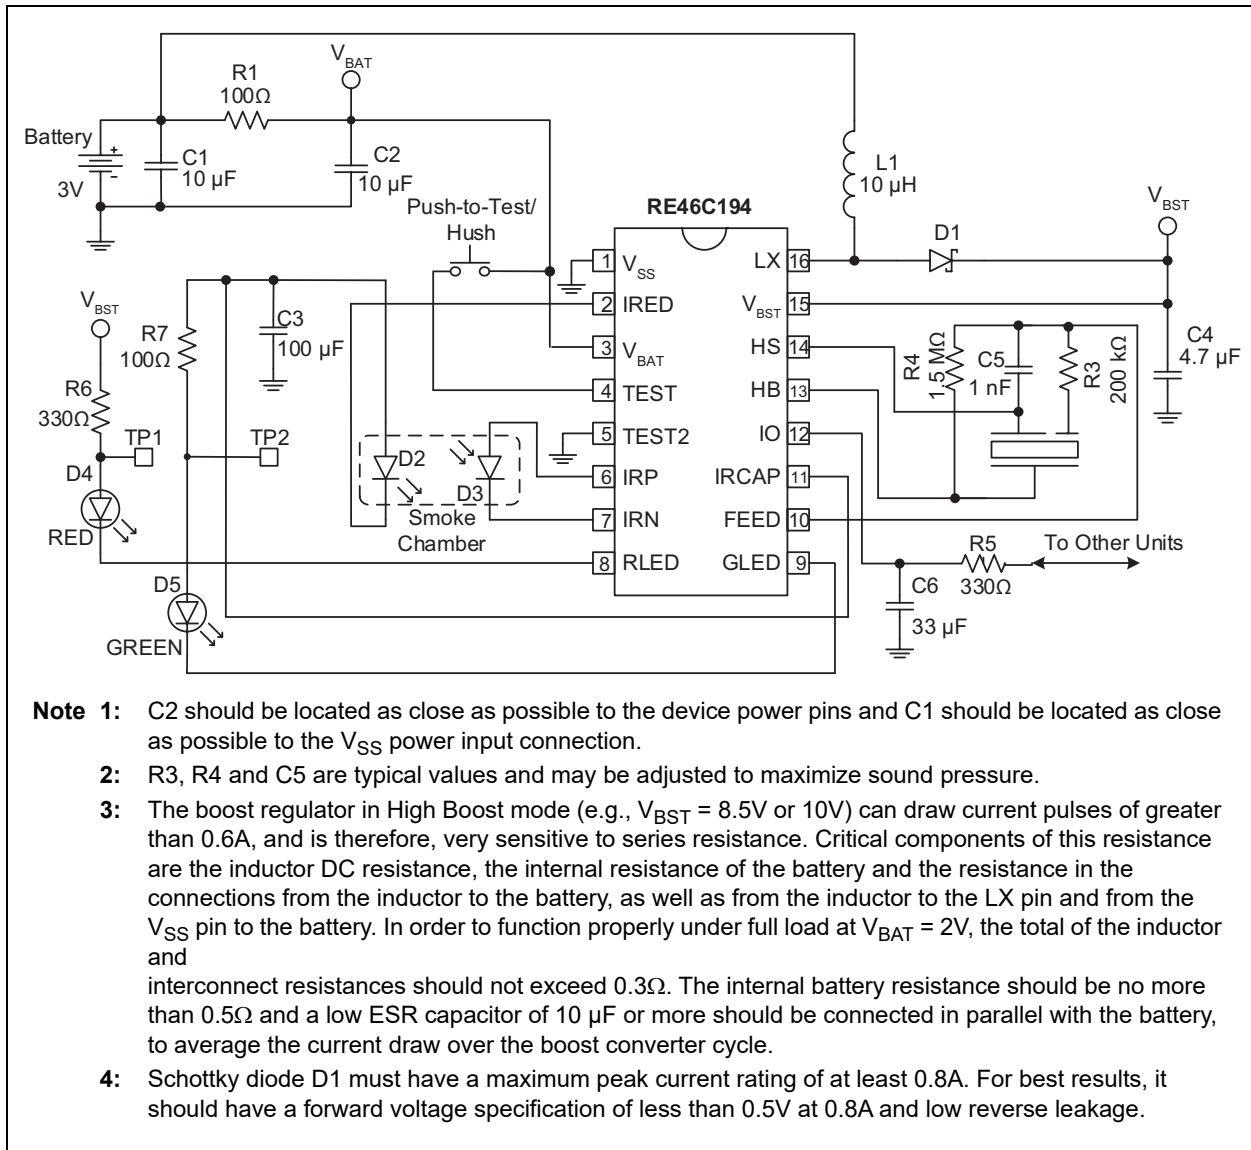 V_BAT
R1
100Ω
Battery
+
-
3V
C1
10 µF
C2
10 µF
L1
10 µH
Push-to-Test/
Hush
RE46C194
V_BST
D1
1 V_SS
LX 16
2 IRED
V_BST 15
3 V_BAT
HS 14
4 TEST
HB 13
5 TEST2
IO 12
6 IRP
IRCAP 11
7 IRN
FEED 10
8 RLED
GLED 9
V_BST
R7
100Ω
C3
100 µF
R6
330Ω
TP1
TP2
D4
RED
D5
GREEN
D2
D3
Smoke
Chamber
R4
1.5 MΩ
C5
1 nF
R3
200 kΩ
C4
4.7 µF
R5
330Ω
To Other Units
C6
33 µF
Note 1: C2 should be located as close as possible to the device power pins and C1 should be located as close
as possible to the V_SS power input connection.
2: R3, R4 and C5 are typical values and may be adjusted to maximize sound pressure.
3: The boost regulator in High Boost mode (e.g., V_BST = 8.5V or 10V) can draw current pulses of greater
than 0.6A, and is therefore, very sensitive to series resistance. Critical components of this resistance
are the inductor DC resistance, the internal resistance of the battery and the resistance in the
connections from the inductor to the battery, as well as from the inductor to the LX pin and from the
V_SS pin to the battery. In order to function properly under full load at V_BAT = 2V, the total of the inductor
and
interconnect resistances should not exceed 0.3Ω. The internal battery resistance should be no more
than 0.5Ω and a low ESR capacitor of 10 µF or more should be connected in parallel with the battery,
to average the current draw over the boost converter cycle.
4: Schottky diode D1 must have a maximum peak current rating of at least 0.8A. For best results, it
should have a forward voltage specification of less than 0.5V at 0.8A and low reverse leakage.